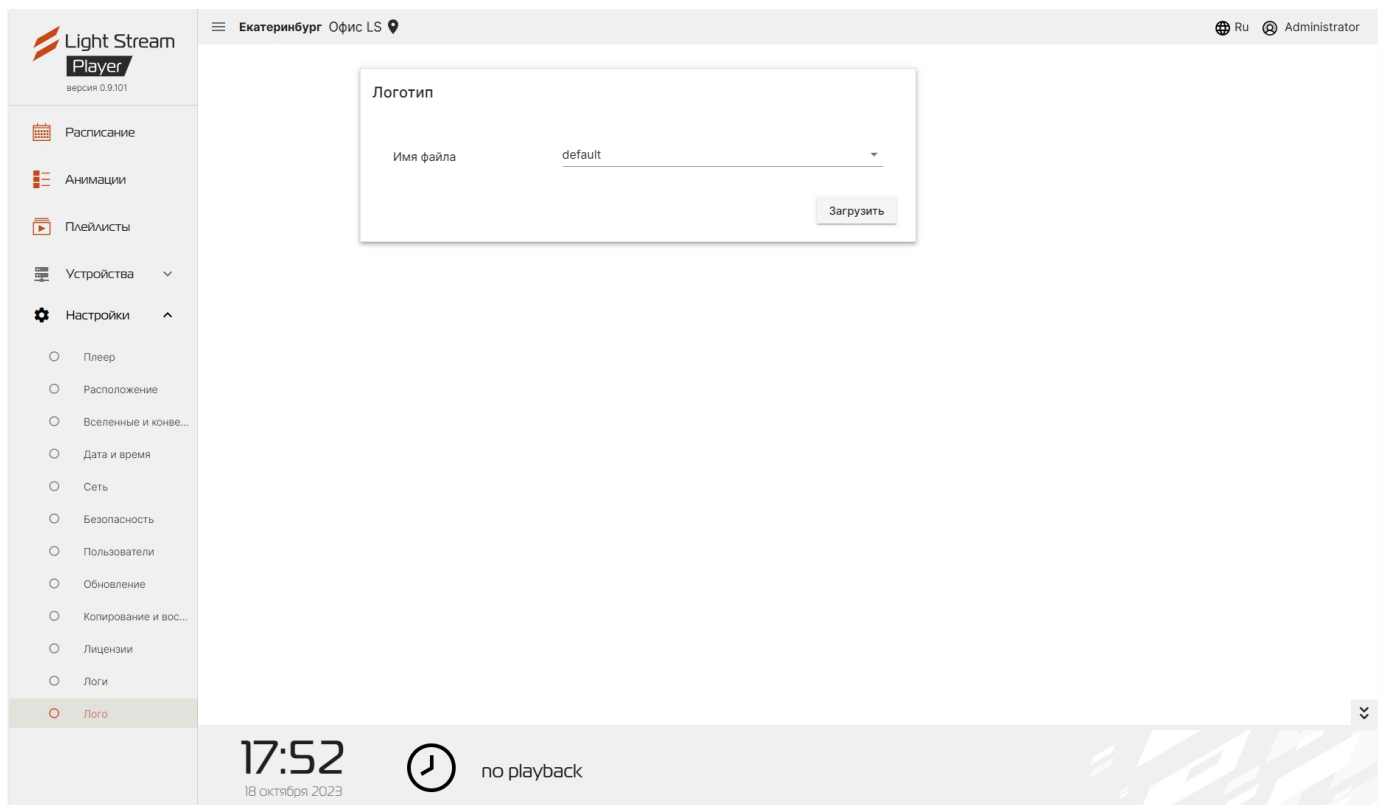 Light Stream
Player
версия 0.9.101
Екатеринбург Офис LS
Ru Administrator
Расписание
Анимации
Плейлисты
Устройства
Настройки
Плеер
Расположение
Вселенные и конве...
Дата и время
Сеть
Безопасность
Пользователи
Обновление
Копирование и вос...
Лицензии
Логи
Лого
Логотип
Имя файла default
Загрузить
17:52
18 октября 2023
no playback